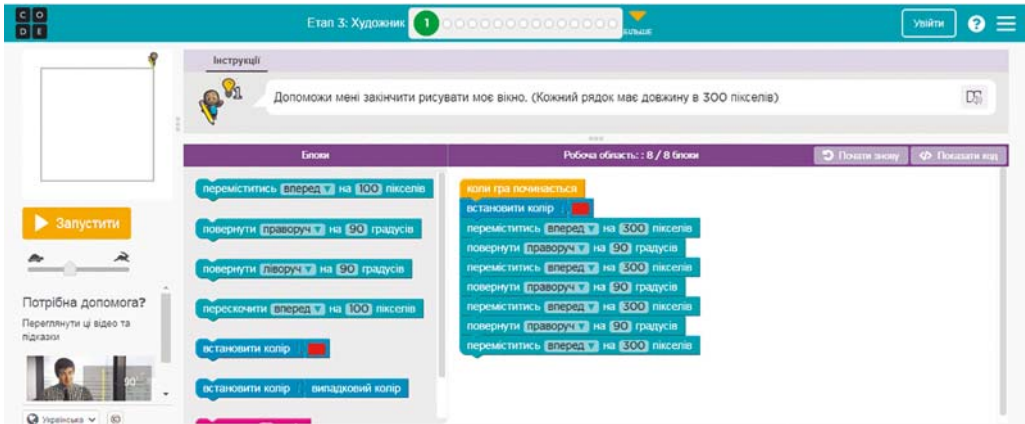 C O
D E
Етап 3: Художник
1
БІЛЬШЕ
Увійти
?
Інструкції
Допоможи мені закінчити рисувати моє вікно. (Кожний рядок має довжину в 300 пікселів)
Блоки
Робоча область: : 8 / 8 блоки
Почати знову
Показати код
Запустити
Потрібна допомога?
Переглянути ці відео та
підказки
90°
Українська
переміститись вперед на 100 пікселів
повернути праворуч на 90 градусів
повернути ліворуч на 90 градусів
перескочити вперед на 100 пікселів
встановити колір
встановити колір випадковий колір
коли гра починається
встановити колір
переміститись вперед на 300 пікселів
повернути праворуч на 90 градусів
переміститись вперед на 300 пікселів
повернути праворуч на 90 градусів
переміститись вперед на 300 пікселів
повернути праворуч на 90 градусів
переміститись вперед на 300 пікселів